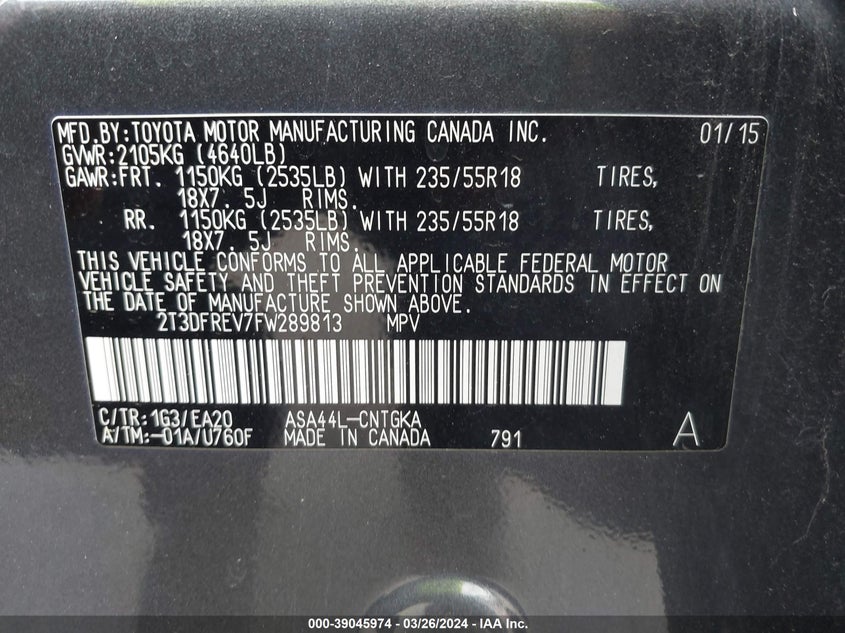 MFD.BY:TOYOTA MOTOR MANUFACTURING CANADA INC. 01/15
GVWR:2105KG (4640LB)
GAWR:FRT. 1150KG (2535LB) WITH 235/55R18 TIRES,
18X7. 5J RIMS.
RR. 1150KG (2535LB) WITH 235/55R18 TIRES,
18X7. 5J RIMS.
THIS VEHICLE CONFORMS TO ALL APPLICABLE FEDERAL MOTOR
VEHICLE SAFETY AND THEFT PREVENTION STANDARDS IN EFFECT ON
THE DATE OF MANUFACTURE SHOWN ABOVE.
2T3DFREV7FW289813 MPV
C/TR:1G3/EA20 ASA44L-CNTGKA
A/TM:-01A/U760F MADE IN CANADA 791 A
000-39045974 - 03/26/2024 - IAA Inc.